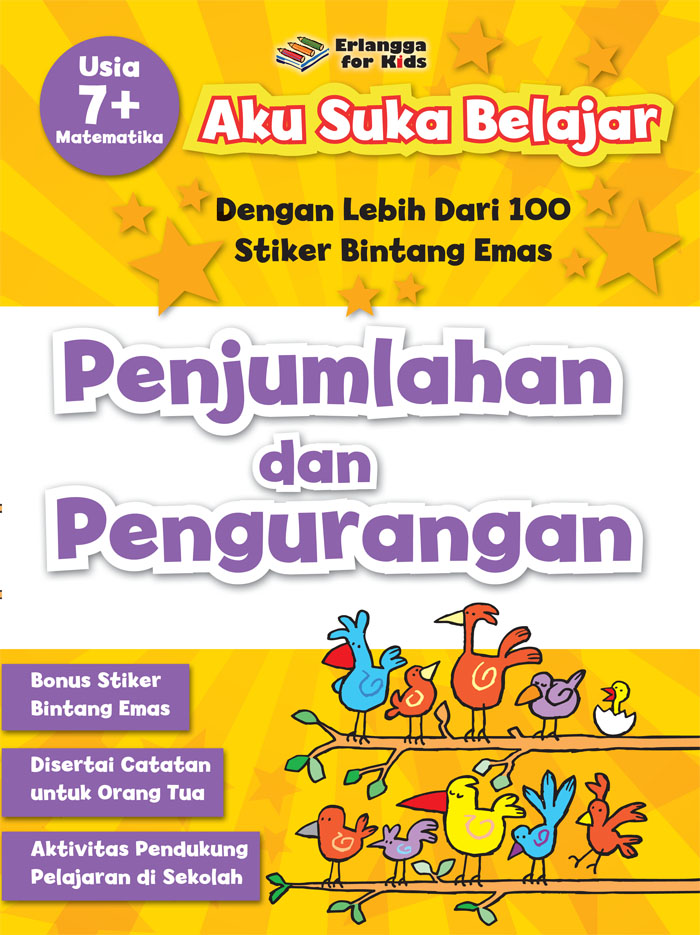 Usia
7+
Matematika
Erlangga
for Kids
Aku Suka Belajar
Dengan Lebih Dari 100
Stiker Bintang Emas
Penjumlahan
dan
Pengurangan
Bonus Stiker
Bintang Emas
Disertai Catatan
untuk Orang Tua
Aktivitas Pendukung
Pelajaran di Sekolah